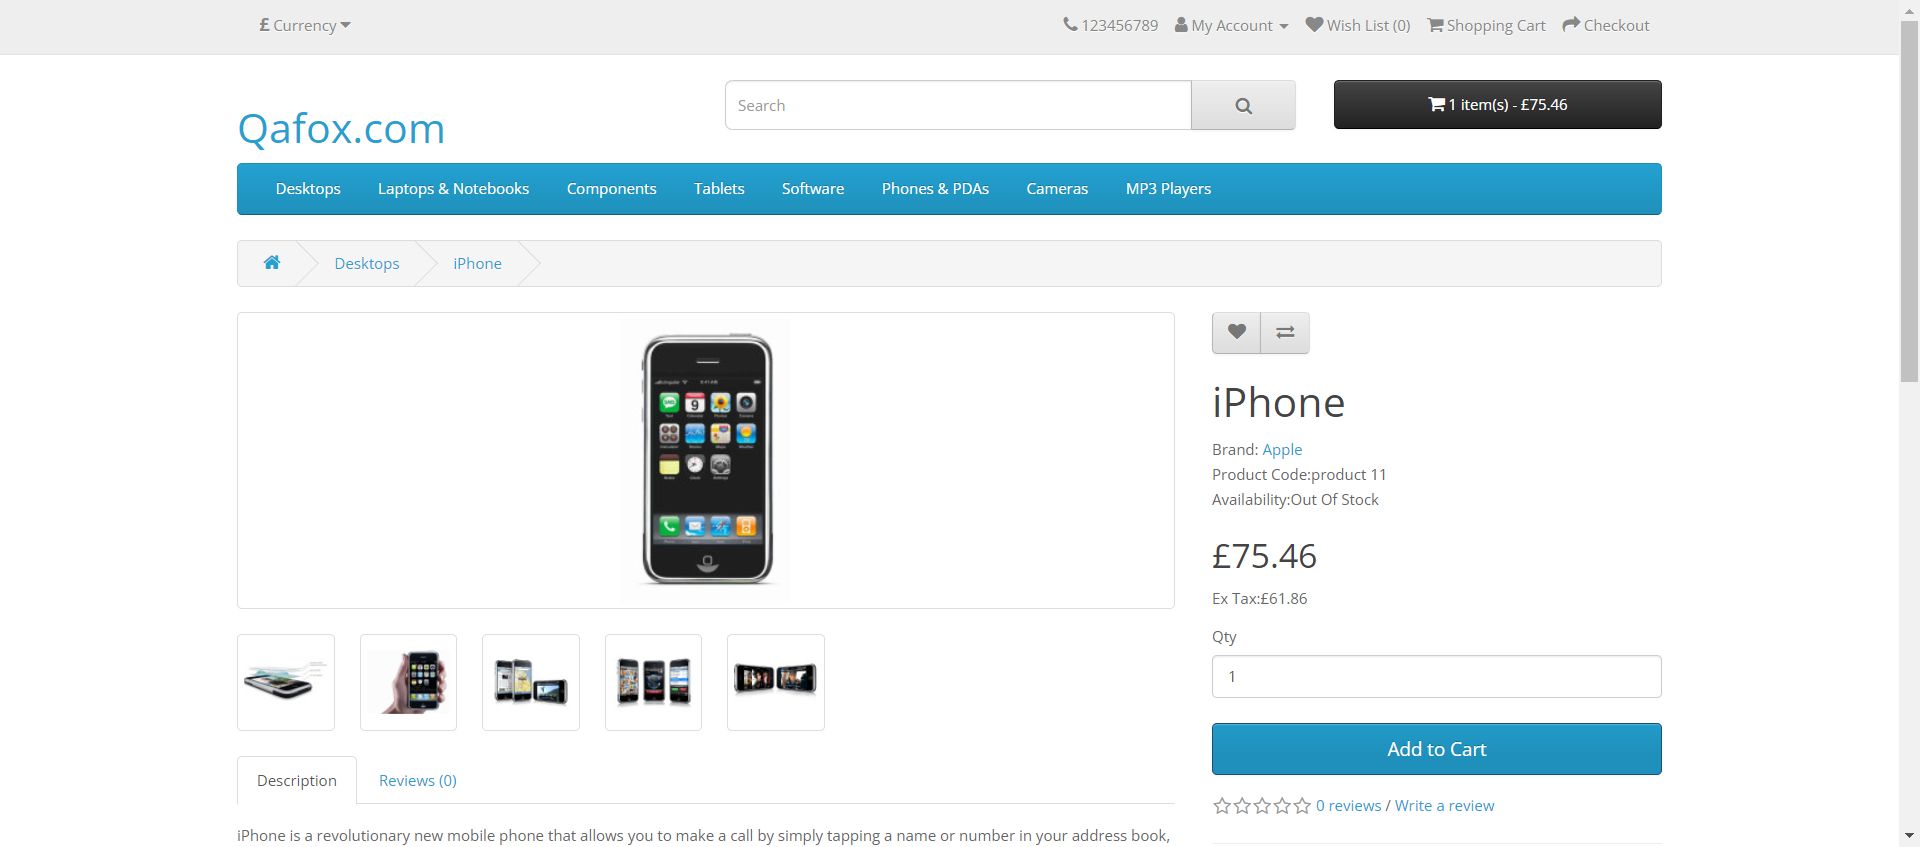 £ Currency
123456789 My Account Wish List (0) Shopping Cart Checkout
Qafox.com
Search
1 item(s) - £75.46
Desktops Laptops & Notebooks Components Tablets Software Phones & PDAs Cameras MP3 Players
Desktops iPhone
iPhone
Brand: Apple
Product Code:product 11
Availability:Out Of Stock
£75.46
Ex Tax:£61.86
Qty
1
Add to Cart
0 reviews / Write a review
Description Reviews (0)
iPhone is a revolutionary new mobile phone that allows you to make a call by simply tapping a name or number in your address book,